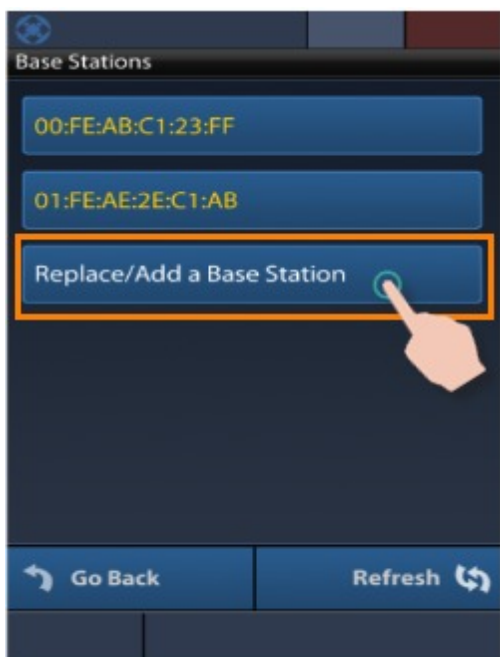 Base Stations
00:FE:AB:C1:23:FF
01:FE:AE:2E:C1:AB
Replace/Add a Base Station
Go Back
Refresh